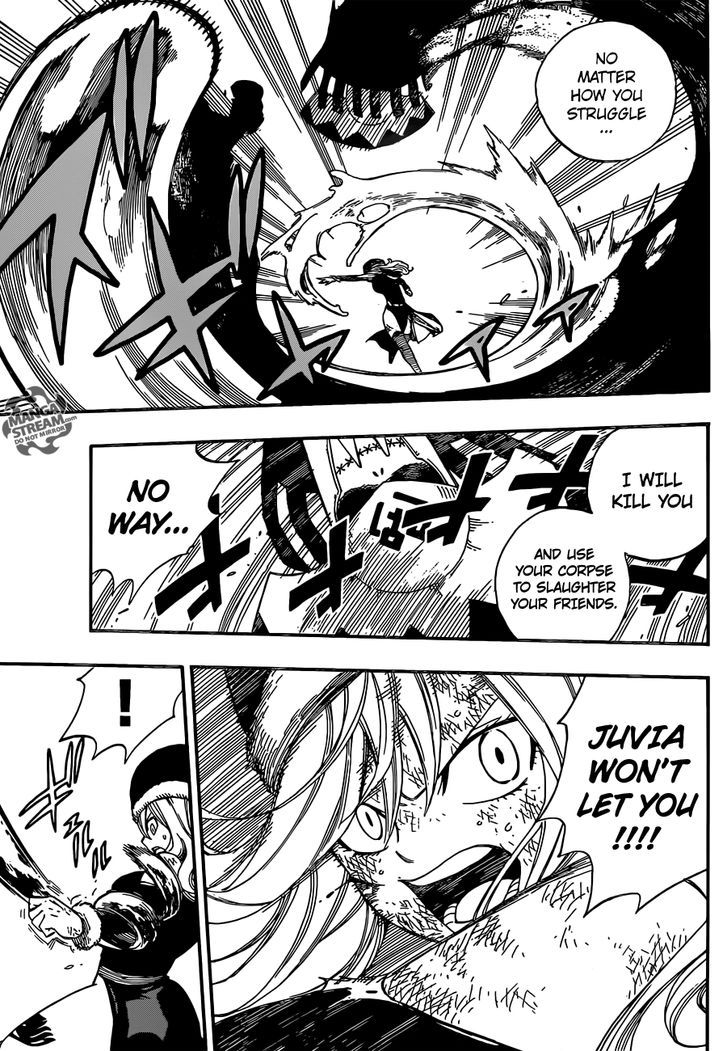 NO
MATTER
HOW YOU
STRUGGLE
...
I WILL
KILL YOU
AND USE
YOUR CORPSE
TO SLAUGHTER
YOUR FRIENDS.
NO
WAY...
JUVIA
WON'T
LET YOU
!!!!
!
MANGA
STREAM.com
DO NOT MIRROR!